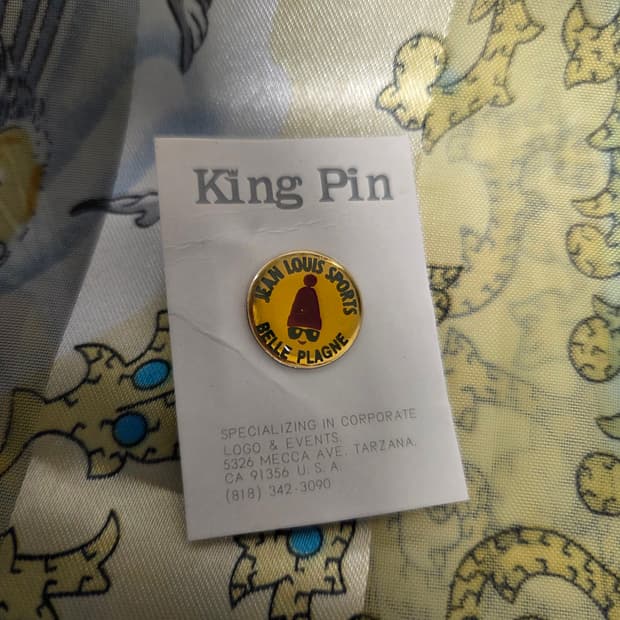 King Pin
JEAN LOUIS SPORTS
BELLE PLAGNE
SPECIALIZING IN CORPORATE
LOGO & EVENTS.
5326 MECCA AVE. TARZANA.
CA 91356 U. S. A.
(818) 342-3090